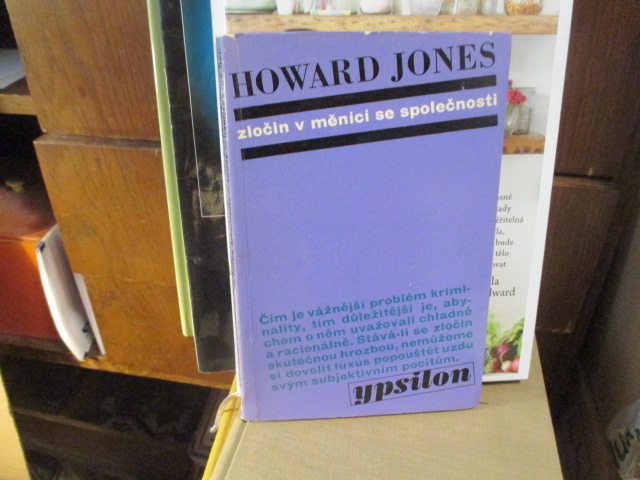 HOWARD JONES
zločin v měnící se společnosti
Čím je vážnější problém krimi-
nality, tím důležitější je, aby-
chom o něm uvažovali chladně
a racionálně. Stává-li se zločin
skutečnou hrozbou, nemůžeme
si dovolit luxus popouštět uzdu
svým subjektivním pocitům.
ypsilon